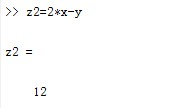 >> z2=2*x-y
z2 =
12